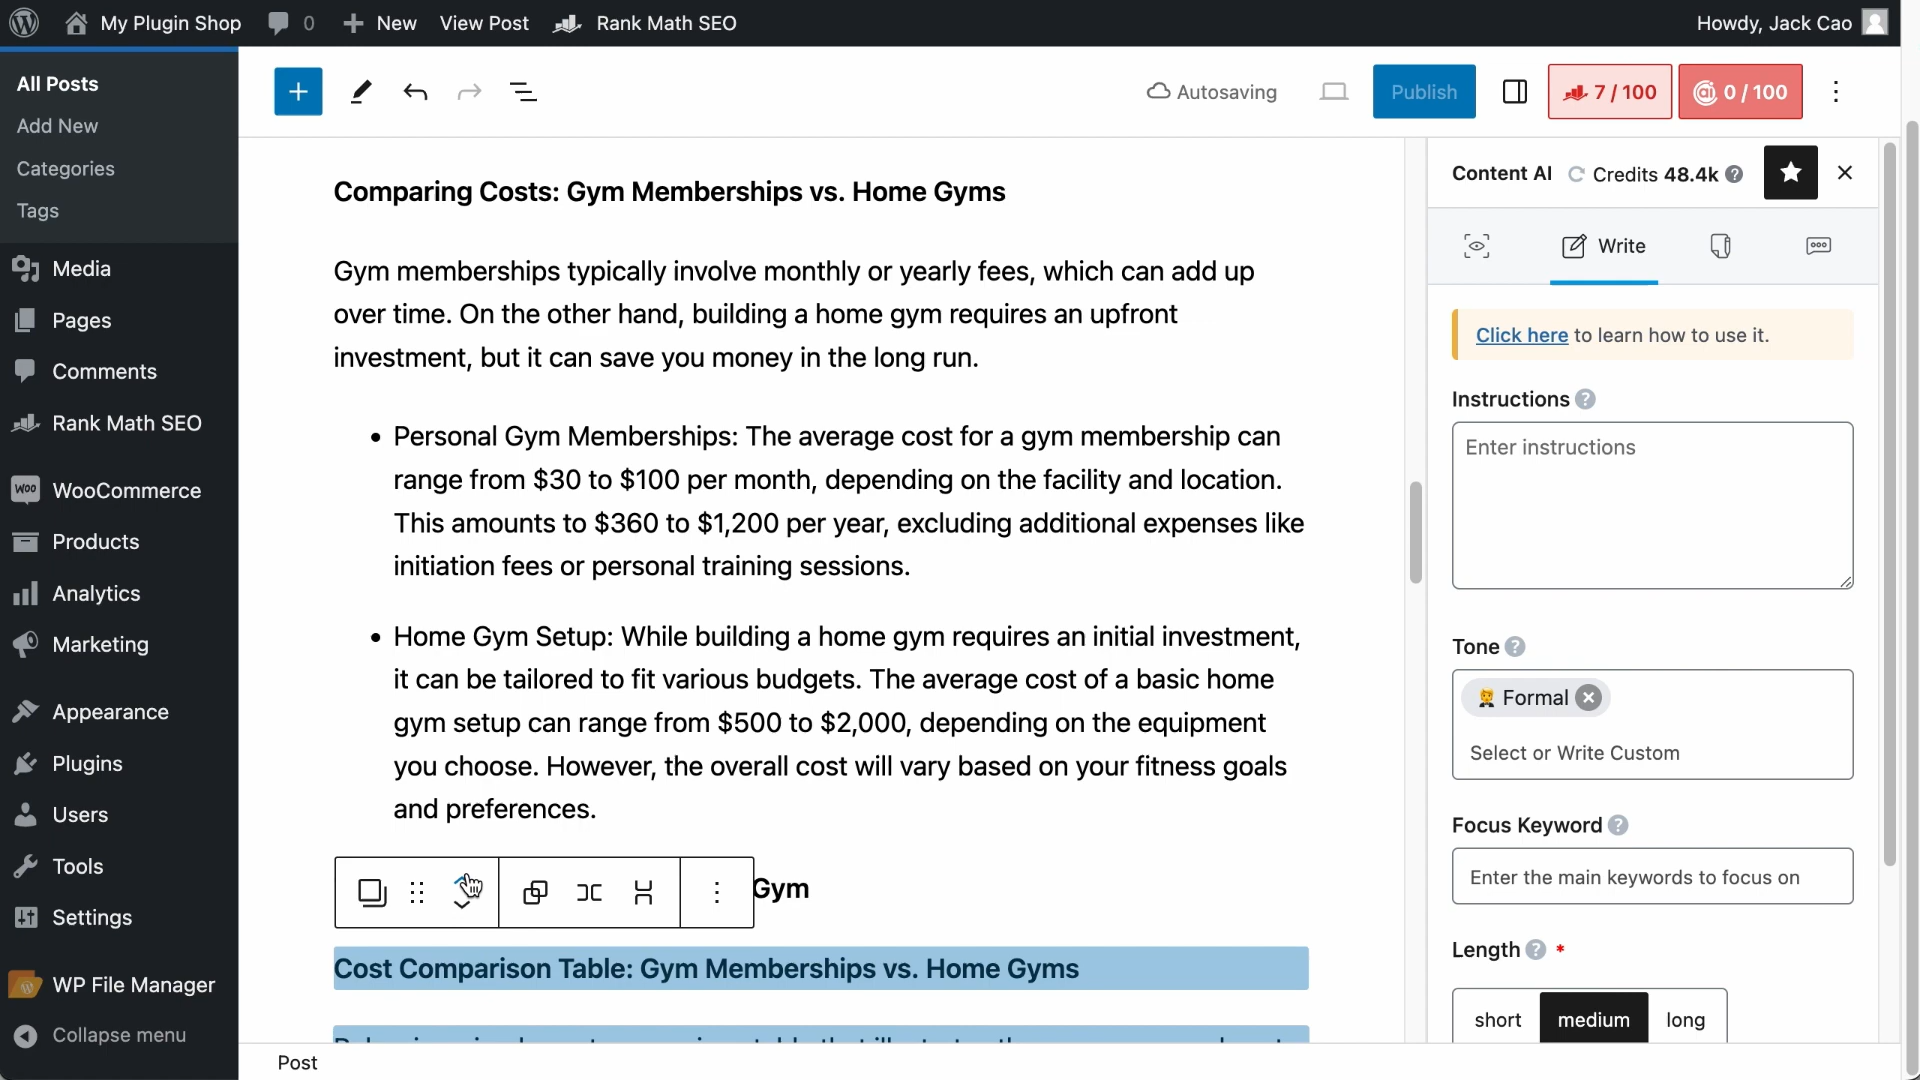 My Plugin Shop 0 New View Post Rank Math SEO Howdy, Jack Cao
All Posts
Add New
Categories
Tags
Media
Pages
Comments
Rank Math SEO
WooCommerce
Products
Analytics
Marketing
Appearance
Plugins
Users
Tools
Settings
WP File Manager
Collapse menu
Autosaving Publish 7 / 100 0 / 100
Comparing Costs: Gym Memberships vs. Home Gyms
Gym memberships typically involve monthly or yearly fees, which can add up
over time. On the other hand, building a home gym requires an upfront
investment, but it can save you money in the long run.
• Personal Gym Memberships: The average cost for a gym membership can
range from $30 to $100 per month, depending on the facility and location.
This amounts to $360 to $1,200 per year, excluding additional expenses like
initiation fees or personal training sessions.
• Home Gym Setup: While building a home gym requires an initial investment,
it can be tailored to fit various budgets. The average cost of a basic home
gym setup can range from $500 to $2,000, depending on the equipment
you choose. However, the overall cost will vary based on your fitness goals
and preferences.
Gym
Cost Comparison Table: Gym Memberships vs. Home Gyms
Post
Content AI Credits 48.4k ?
Write
Click here to learn how to use it.
Instructions ?
Enter instructions
Tone ?
Formal
Select or Write Custom
Focus Keyword ?
Enter the main keywords to focus on
Length ? *
short medium long